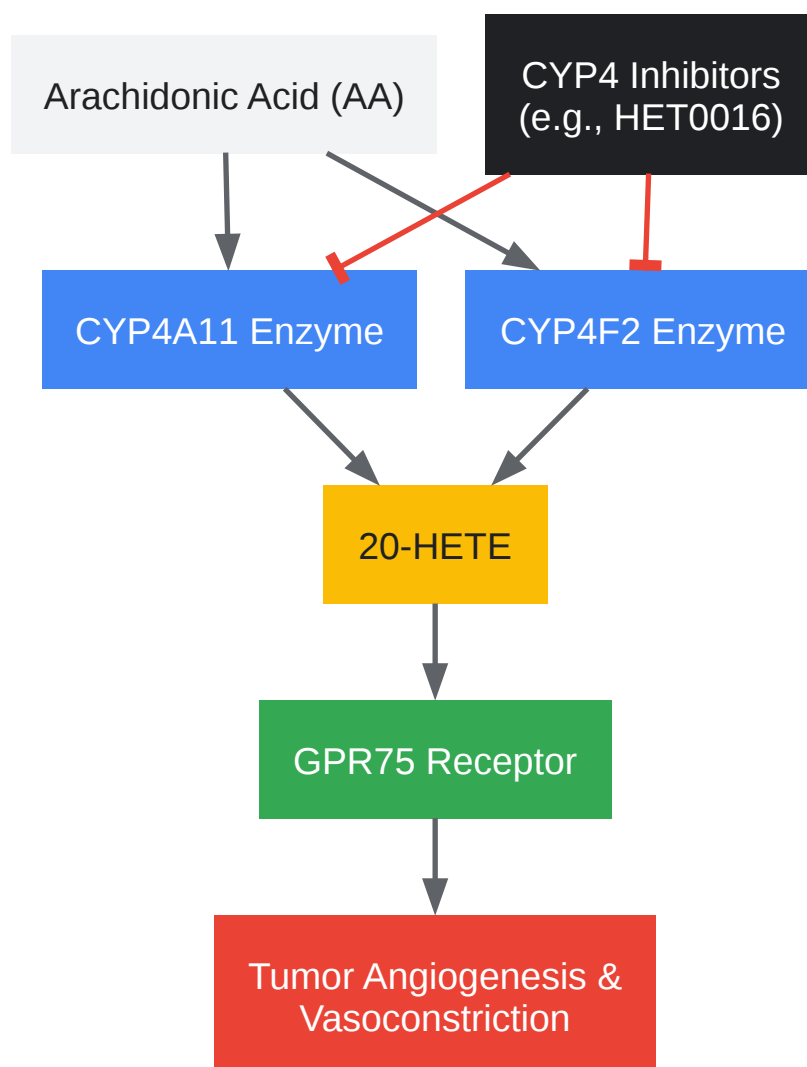 Arachidonic Acid (AA)
CYP4 Inhibitors
(e.g., HET0016)
CYP4A11 Enzyme
CYP4F2 Enzyme
20-HETE
GPR75 Receptor
Tumor Angiogenesis &
Vasoconstriction